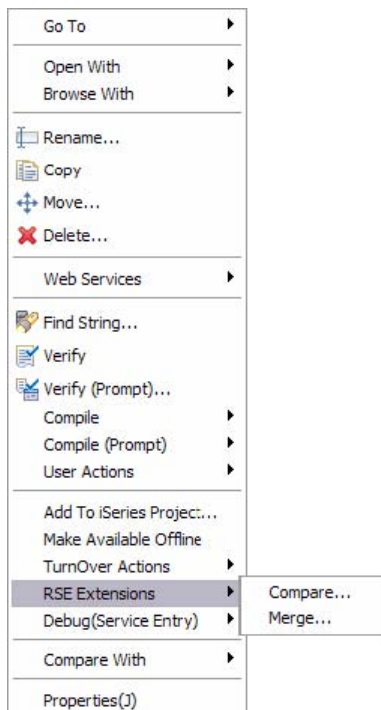 Go To
Open With
Browse With
Rename...
Copy
Move...
Delete...
Web Services
Find String...
Verify
Verify (Prompt)...
Compile
Compile (Prompt)
User Actions
Add To iSeries Project...
Make Available Offline
TurnOver Actions
RSE Extensions
Compare...
Debug(Service Entry)
Merge...
Compare With
Properties(J)